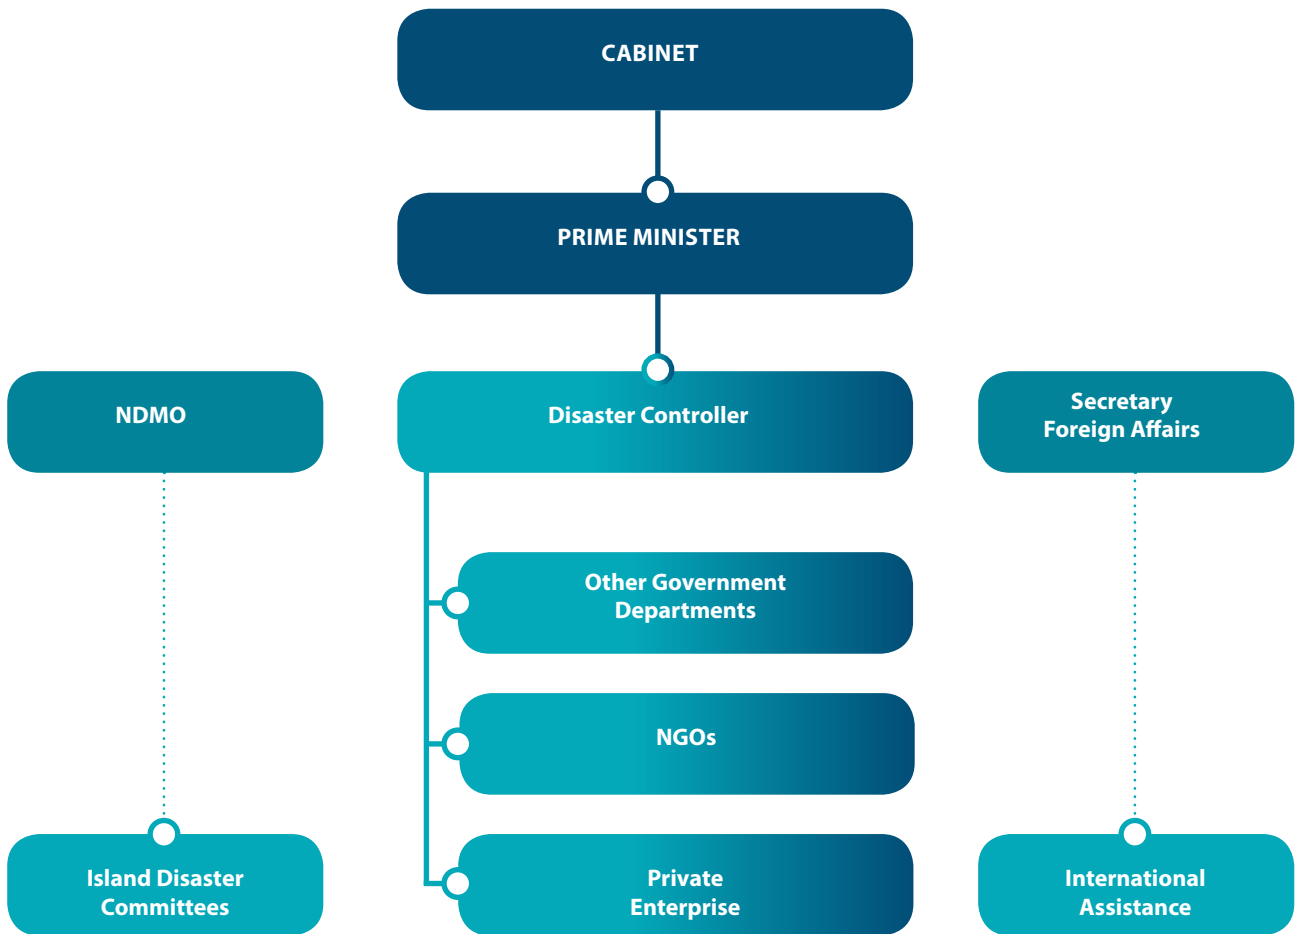 CABINET
PRIME MINISTER
NDMO
Disaster Controller
Secretary
Foreign Affairs
Other Government
Departments
NGOs
Island Disaster
Committees
Private
Enterprise
International
Assistance